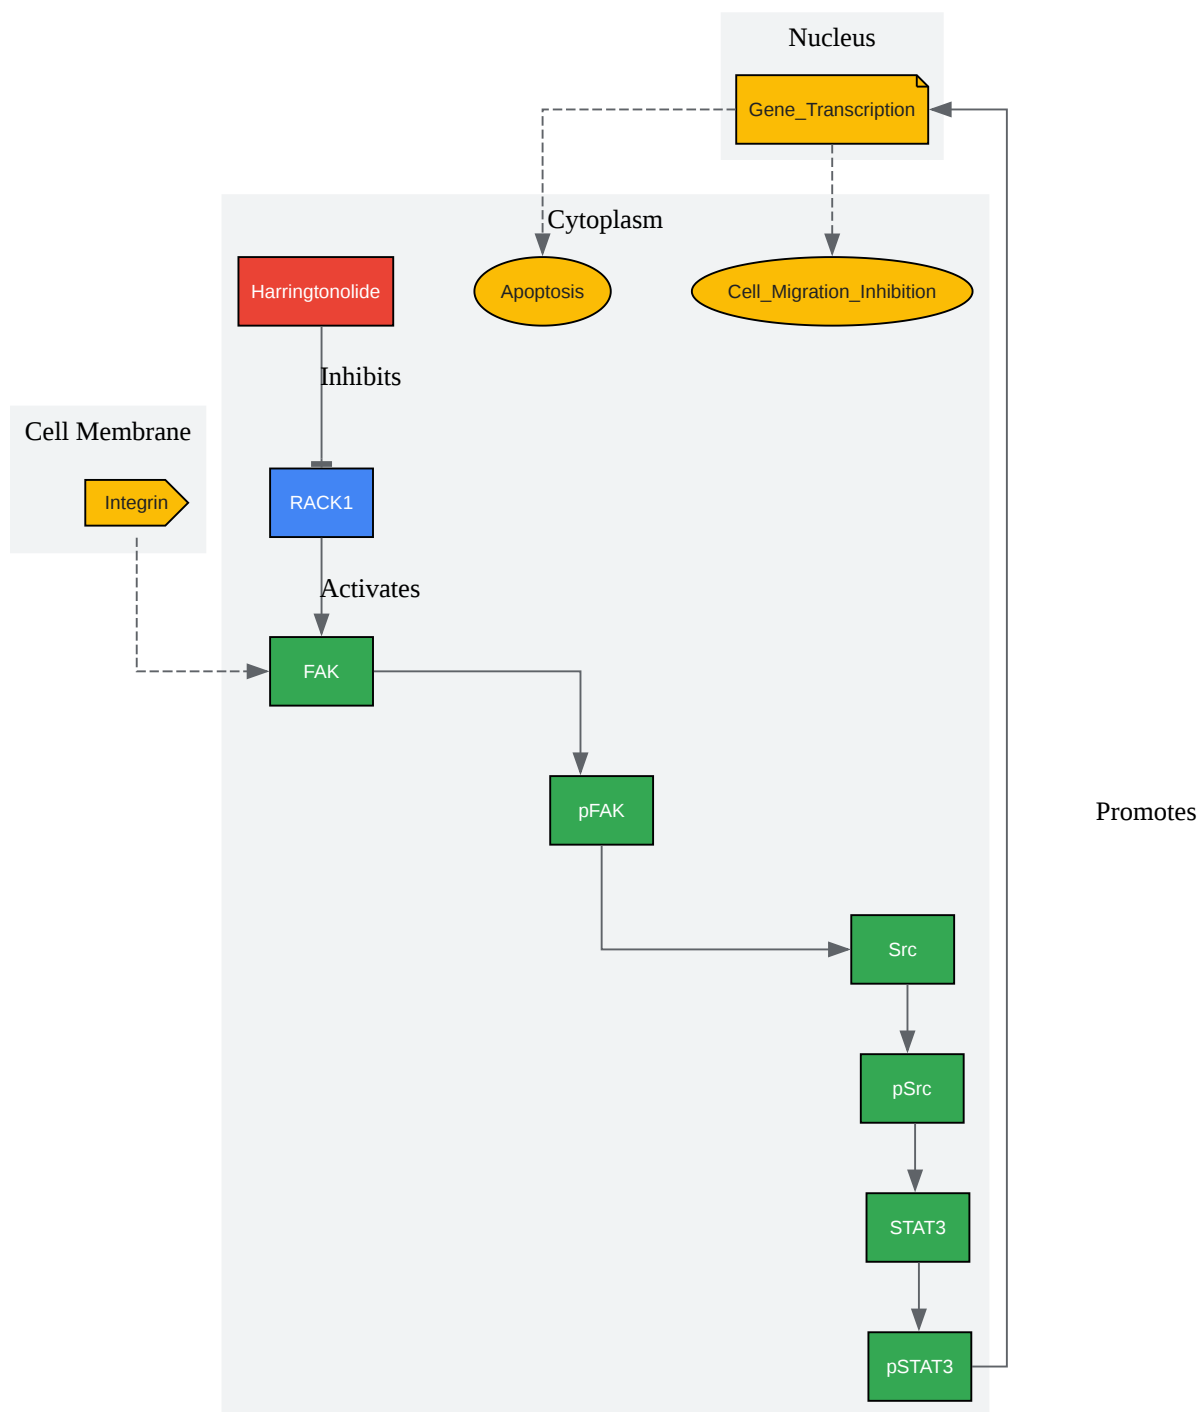 Nucleus
Gene_Transcription
Cytoplasm
Harringtonolide
Apoptosis
Cell_Migration_Inhibition
Inhibits
Cell Membrane
Integrin
RACK1
Activates
FAK
pFAK
Promotes
Src
pSrc
STAT3
pSTAT3